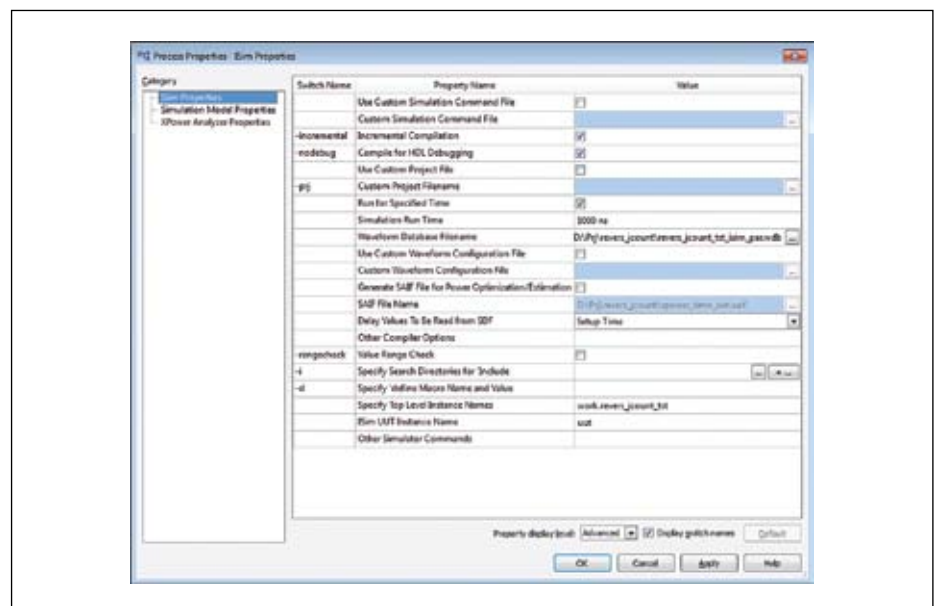 Process Properties - ISim Properties
Category
ISim Properties
Simulation Model Properties
XPower Analyzer Properties
Switch Name Property Name Value
Use Custom Simulation Command File
Custom Simulation Command File
-incremental Incremental Compilation
-nodebug Compile for HDL Debugging
Use Custom Project File
-prj Custom Project Filename
Run for Specified Time
Simulation Run Time 1000 ns
Waveform Database Filename
Use Custom Waveform Configuration File
Custom Waveform Configuration File
Generate SAIF File for Power Optimization/Estimation
SAIF File Name
Delay Values To Be Read from SDF Setup Time
Other Compiler Options
-rangecheck Value Range Check
-i Specify Search Directories for 'Include
-d Specify 'define Macro Name and Value
Specify Top Level Instance Names work.revers_jcount_tst
ISim UUT Instance Name uut
Other Simulator Commands
Property display level: Advanced Display switch names Default
OK Cancel Apply Help